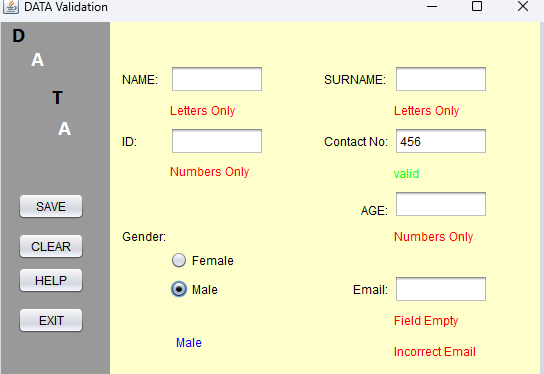 DATA Validation
D
A
T
A
SAVE
CLEAR
HELP
EXIT
NAME:
Letters Only
SURNAME:
Letters Only
ID:
Numbers Only
Contact No: 456
valid
AGE:
Numbers Only
Gender:
Female
Male
Male
Email:
Field Empty
Incorrect Email